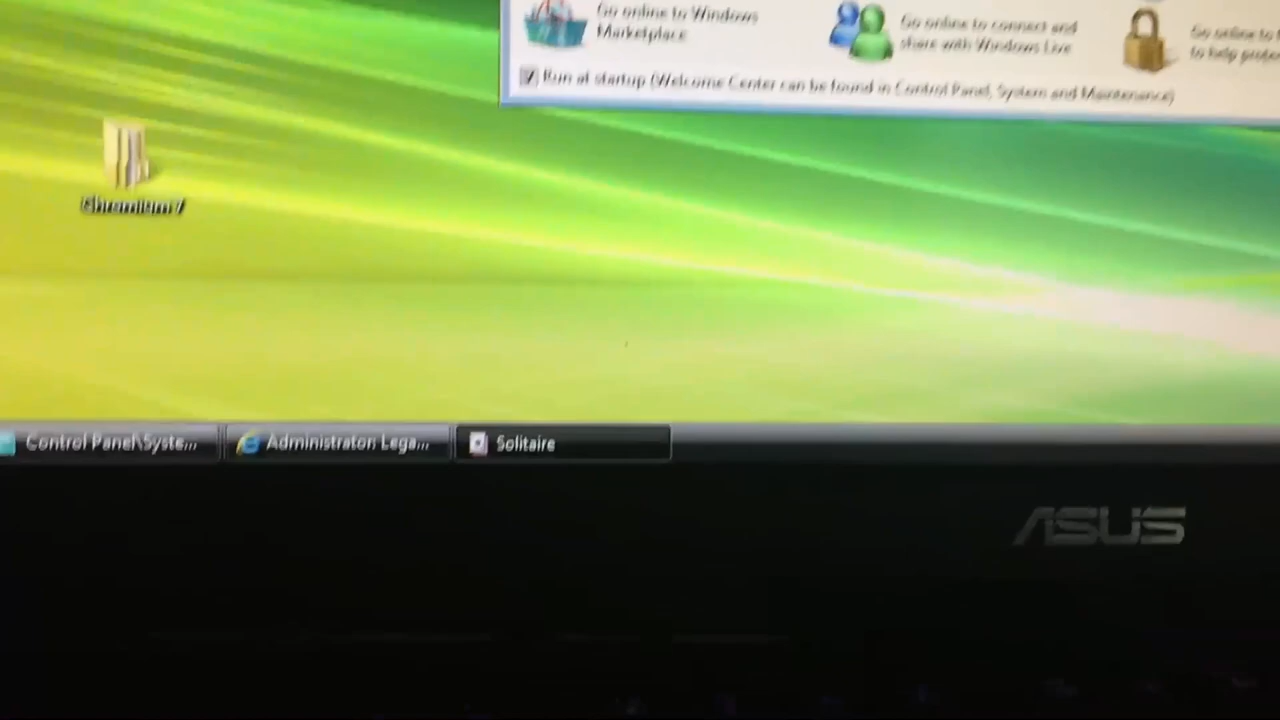 Go online to Windows
Marketplace
Go online to connect and
share with Windows Live
Go online to
to help
Run at startup (Welcome Center can be found in Control Panel, System and Maintenance)
Chromium 7
Control Panel\Syste...
Administrator: Lega...
Solitaire
ASUS